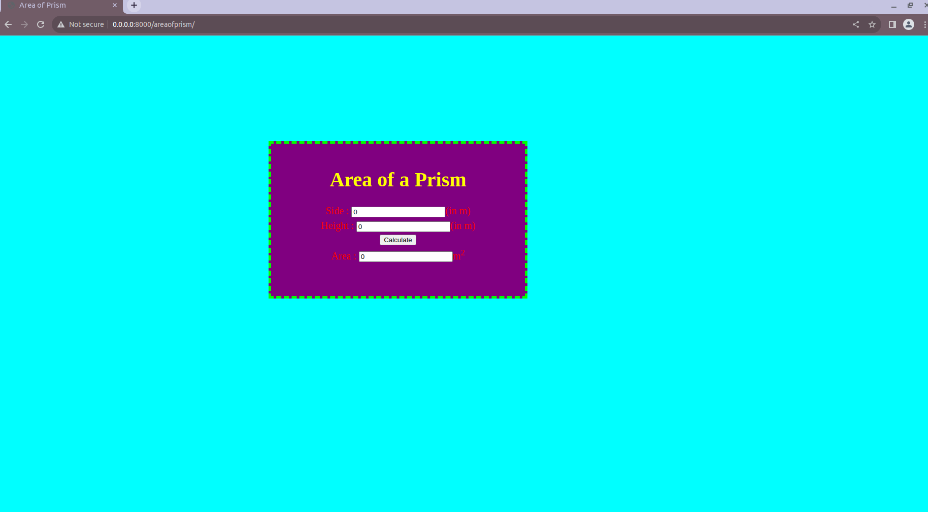 Area of Prism
Not secure 0.0.0.0:8000/areaofprism/
Area of a Prism
Side : 0 (in m)
Height : 0 (in m)
Calculate
Area : 0 m²